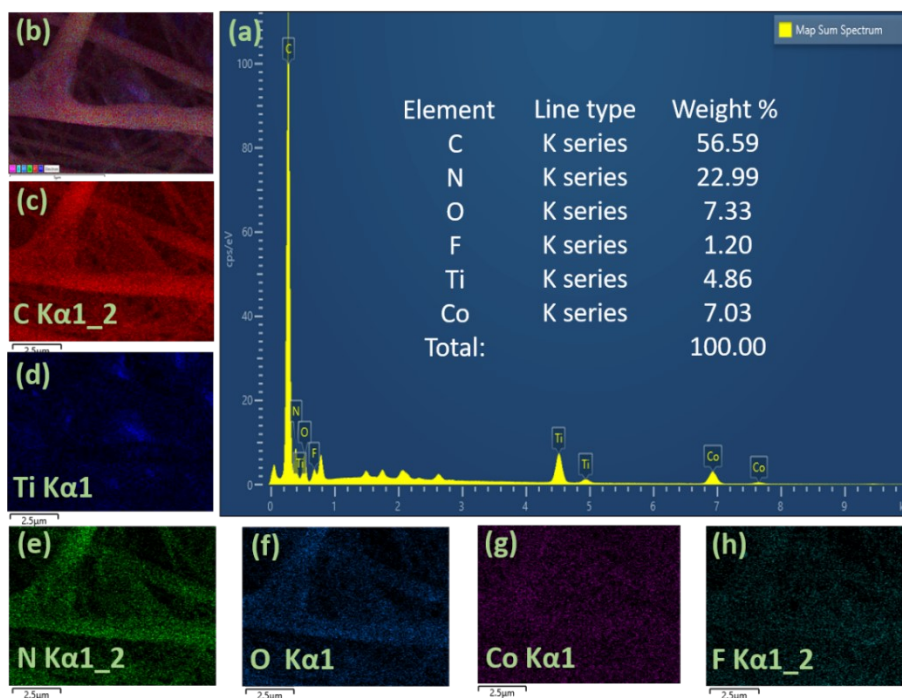 (b)
(a)
Map Sum Spectrum
C
100
80
60
40
20
0
cps/eV
Element Line type Weight %
C K series 56.59
N K series 22.99
O K series 7.33
F K series 1.20
Ti K series 4.86
Co K series 7.03
Total: 100.00
N
O
Ti
F
Ti
Ti
Co
Co
0 1 2 3 4 5 6 7 8 9
(c)
C Kα1_2
2.5µm
(d)
Ti Kα1
2.5µm
(e)
N Kα1_2
2.5µm
(f)
O Kα1
2.5µm
(g)
Co Kα1
2.5µm
(h)
F Kα1_2
2.5µm